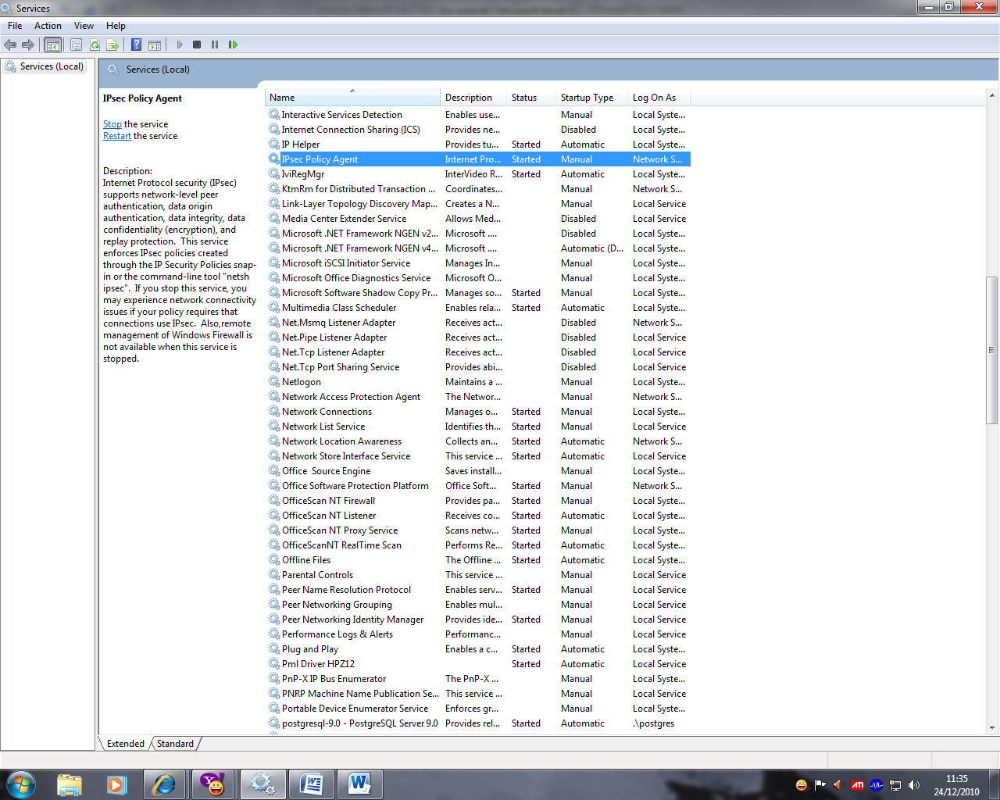 Services
File Action View Help
Services (Local)
Services (Local)
IPsec Policy Agent
Stop the service
Restart the service
Description:
Internet Protocol security (IPsec)
supports network-level peer
authentication, data origin
authentication, data integrity, data
confidentiality (encryption), and
replay protection. This service
enforces IPsec policies created
through the IP Security Policies snap-
in or the command-line tool "netsh
ipsec". If you stop this service, you
may experience network connectivity
issues if your policy requires that
connections use IPsec. Also,remote
management of Windows Firewall is
not available when this service is
stopped.
Name Description Status Startup Type Log On As
Interactive Services Detection Enables use... Manual Local Syste...
Internet Connection Sharing (ICS) Provides ne... Disabled Local Syste...
IP Helper Provides tu... Started Automatic Local Syste...
IPsec Policy Agent Internet Pro... Started Manual Network S...
IviRegMgr InterVideo R... Started Automatic Local Syste...
KtmRm for Distributed Transaction ... Coordinates... Manual Network S...
Link-Layer Topology Discovery Map... Creates a N... Manual Local Service
Media Center Extender Service Allows Med... Disabled Local Service
Microsoft .NET Framework NGEN v2... Microsoft .... Disabled Local Syste...
Microsoft .NET Framework NGEN v4... Microsoft .... Automatic (D... Local Syste...
Microsoft iSCSI Initiator Service Manages In... Manual Local Syste...
Microsoft Office Diagnostics Service Microsoft O... Manual Local Syste...
Microsoft Software Shadow Copy Pr... Manages so... Started Manual Local Syste...
Multimedia Class Scheduler Enables rela... Started Automatic Local Syste...
Net.Msmq Listener Adapter Receives act... Disabled Network S...
Net.Pipe Listener Adapter Receives act... Disabled Local Service
Net.Tcp Listener Adapter Receives act... Disabled Local Service
Net.Tcp Port Sharing Service Provides abi... Disabled Local Service
Netlogon Maintains a ... Manual Local Syste...
Network Access Protection Agent The Networ... Manual Network S...
Network Connections Manages o... Started Manual Local Syste...
Network List Service Identifies th... Started Manual Local Service
Network Location Awareness Collects an... Started Automatic Network S...
Network Store Interface Service This service ... Started Automatic Local Service
Office  Source Engine Saves install... Manual Local Syste...
Office Software Protection Platform Office Soft... Started Manual Network S...
OfficeScan NT Firewall Provides pa... Started Manual Local Syste...
OfficeScan NT Listener Receives co... Started Automatic Local Syste...
OfficeScan NT Proxy Service Scans netw... Started Manual Local Syste...
OfficeScanNT RealTime Scan Performs Re... Started Automatic Local Syste...
Offline Files The Offline ... Started Automatic Local Syste...
Parental Controls This service ... Manual Local Service
Peer Name Resolution Protocol Enables serv... Started Manual Local Service
Peer Networking Grouping Enables mul... Manual Local Service
Peer Networking Identity Manager Provides ide... Started Manual Local Service
Performance Logs & Alerts Performanc... Manual Local Service
Plug and Play Enables a c... Started Automatic Local Syste...
Pml Driver HPZ12 Started Automatic Local Service
PnP-X IP Bus Enumerator The PnP-X ... Manual Local Syste...
PNRP Machine Name Publication Se... This service ... Manual Local Service
Portable Device Enumerator Service Enforces gr... Manual Local Syste...
postgresql-9.0 - PostgreSQL Server 9.0 Provides rel... Started Automatic .\postgres
Extended Standard
ATI
11:35
24/12/2010